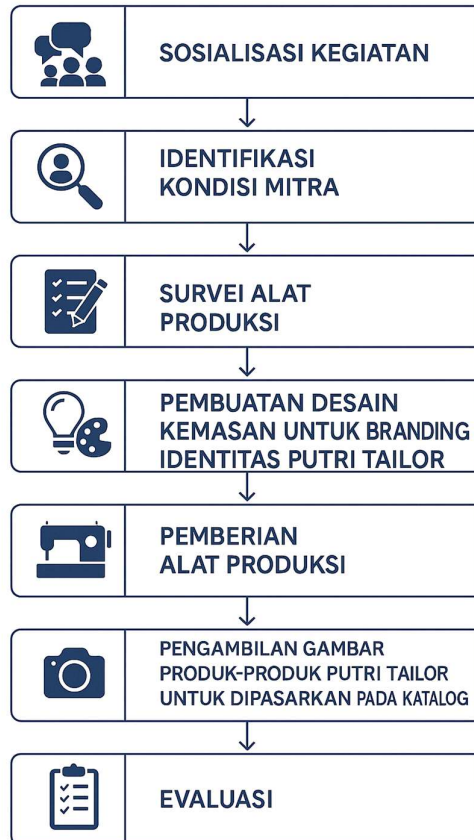 SOSIALISASI KEGIATAN
IDENTIFIKASI
KONDISI MITRA
SURVEI ALAT
PRODUKSI
PEMBUATAN DESAIN
KEMASAN UNTUK BRANDING
IDENTITAS PUTRI TAILOR
PEMBERIAN
ALAT PRODUKSI
PENGAMBILAN GAMBAR
PRODUK-PRODUK PUTRI TAILOR
UNTUK DIPASARKAN PADA KATALOG
EVALUASI